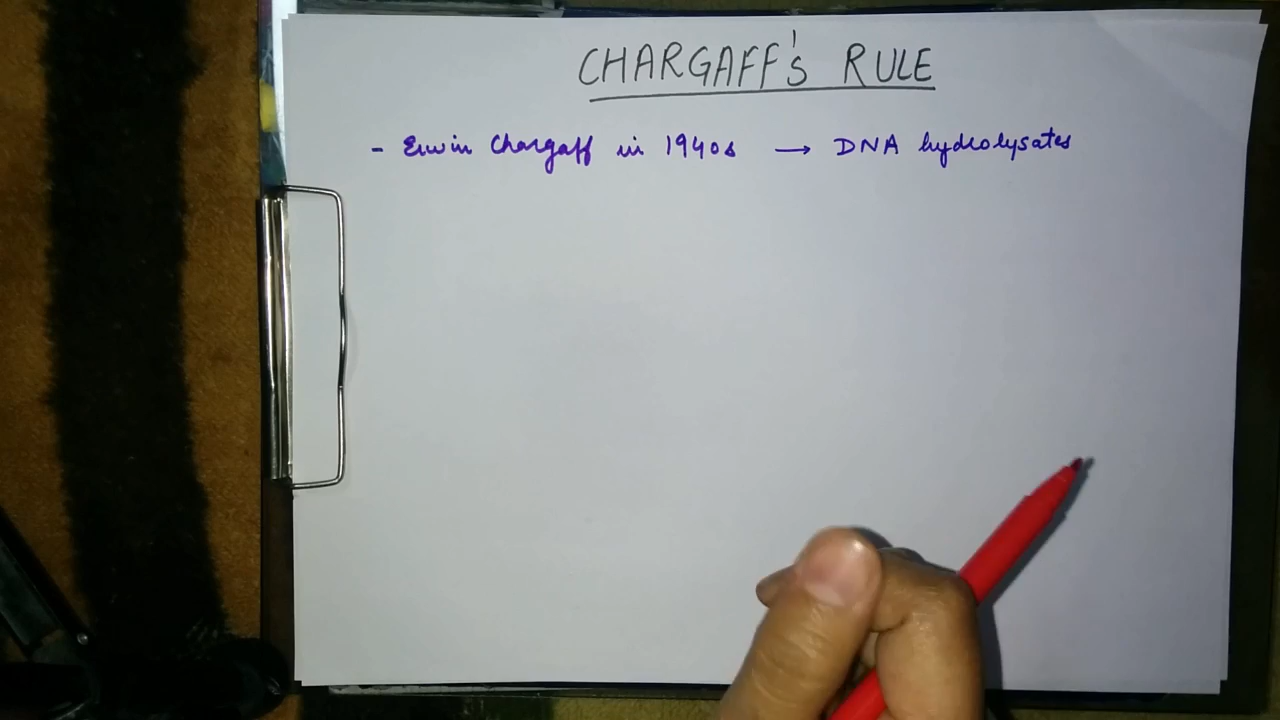 CHARGAFF's RULE
- Erwin Chargaff in 1940s → DNA hydrolysates